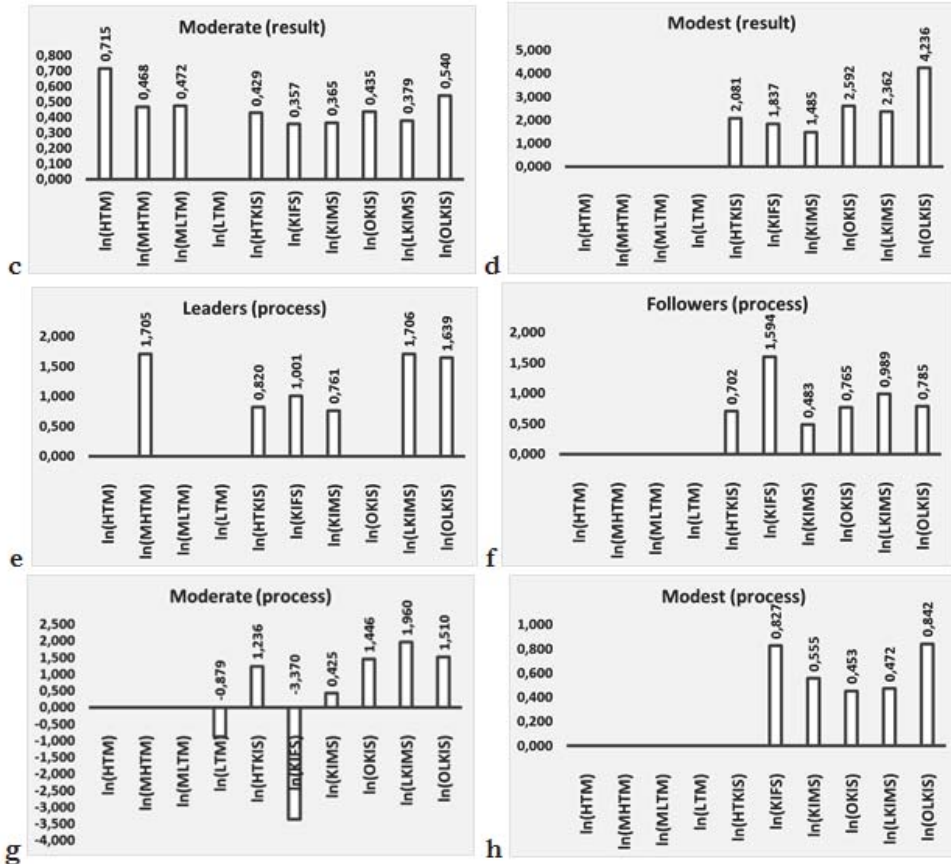 Moderate (result)
0,800
0,700
0,600
0,500
0,400
0,300
0,200
0,100
0,000
0,715
0,468
0,472
0,429
0,357
0,365
0,435
0,379
0,540
ln(HTM)
ln(MHTM)
ln(MLTM)
ln(LTM)
ln(HTKIS)
ln(KIFS)
ln(KIMS)
ln(OKIS)
ln(LKIMS)
ln(OLKIS)
c
Modest (result)
5,000
4,000
3,000
2,000
1,000
0,000
2,081
1,837
1,485
2,592
2,362
4,236
ln(HTM)
ln(MHTM)
ln(MLTM)
ln(LTM)
ln(HTKIS)
ln(KIFS)
ln(KIMS)
ln(OKIS)
ln(LKIMS)
ln(OLKIS)
d
Leaders (process)
2,000
1,500
1,000
0,500
0,000
1,705
0,820
1,001
0,761
1,706
1,639
ln(HTM)
ln(MHTM)
ln(MLTM)
ln(LTM)
ln(HTKIS)
ln(KIFS)
ln(KIMS)
ln(OKIS)
ln(LKIMS)
ln(OLKIS)
e
Followers (process)
2,000
1,500
1,000
0,500
0,000
0,702
1,594
0,483
0,765
0,989
0,785
ln(HTM)
ln(MHTM)
ln(MLTM)
ln(LTM)
ln(HTKIS)
ln(KIFS)
ln(KIMS)
ln(OKIS)
ln(LKIMS)
ln(OLKIS)
f
Moderate (process)
2,500
2,000
1,500
1,000
0,500
0,000
-0,500
-1,000
-1,500
-2,000
-2,500
-3,000
-3,500
-4,000
-0,879
1,236
-3,370
0,425
1,446
1,960
1,510
ln(HTM)
ln(MHTM)
ln(MLTM)
ln(LTM)
ln(HTKIS)
ln(KIFS)
ln(KIMS)
ln(OKIS)
ln(LKIMS)
ln(OLKIS)
g
Modest (process)
1,000
0,800
0,600
0,400
0,200
0,000
0,827
0,555
0,453
0,472
0,842
ln(HTM)
ln(MHTM)
ln(MLTM)
ln(LTM)
ln(HTKIS)
ln(KIFS)
ln(KIMS)
ln(OKIS)
ln(LKIMS)
ln(OLKIS)
h